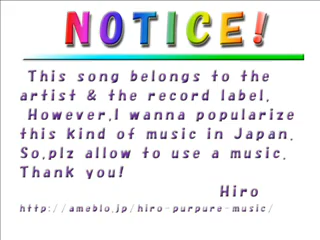 NOTICE!
This song belongs to the
artist & the record label.
However,I wanna popularize
this kind of music in Japan.
So,plz allow to use a music.
Thank you!
Hiro
http://ameblo.jp/hiro-purpure-music/